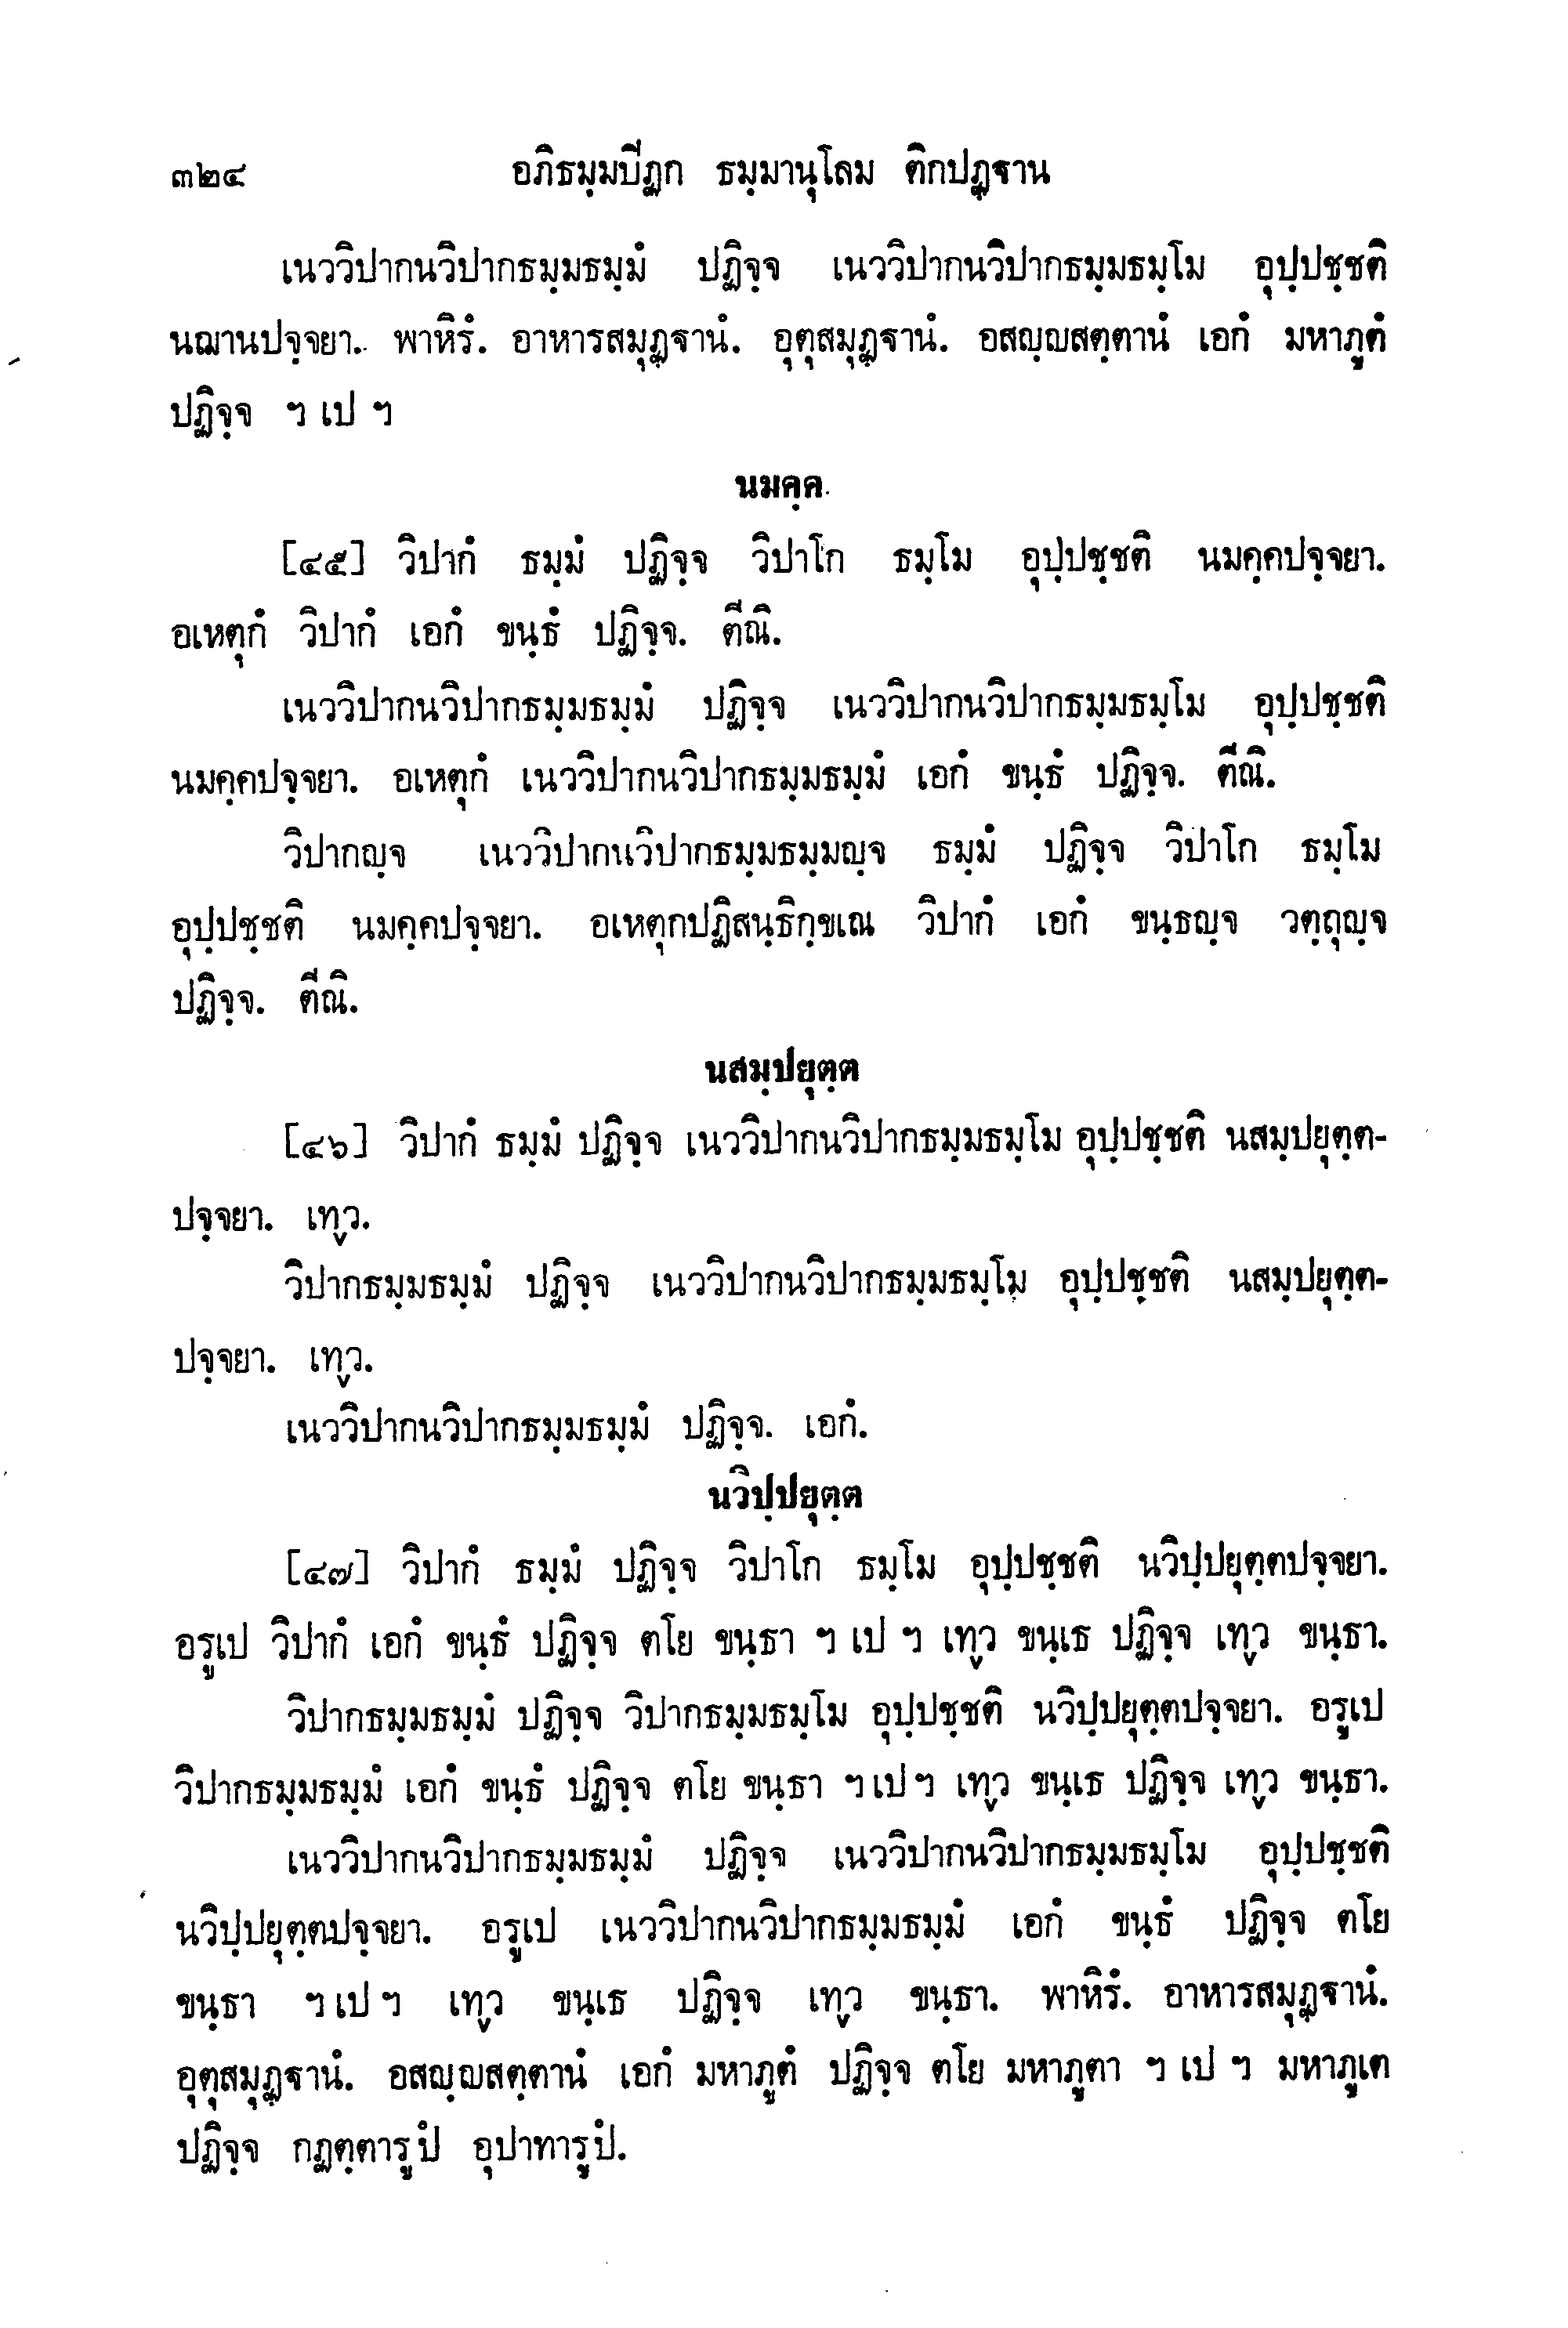 ๓๒๔ อภิธมฺมปีฏก ธมฺมานุโลม ติกปฏฺฐาน
เนววิปากนวิปากธมฺมธมฺมํ ปฏิจฺจ เนววิปากนวิปากธมฺมธมฺโม อุปฺปชฺชติ
นฌานปจฺจยา. พาหิรํ. อาหารสมุฏฺฐานํ. อุตุสมุฏฺฐานํ. อสญฺญสตฺตานํ เอกํ มหาภูตํ
ปฏิจฺจ ฯ เป ฯ
นมคฺค
[๔๕] วิปากํ ธมฺมํ ปฏิจฺจ วิปาโก ธมฺโม อุปฺปชฺชติ นมคฺคปจฺจยา.
อเหตุกํ วิปากํ เอกํ ขนฺธํ ปฏิจฺจ. ตีณิ.
เนววิปากนวิปากธมฺมธมฺมํ ปฏิจฺจ เนววิปากนวิปากธมฺมธมฺโม อุปฺปชฺชติ
นมคฺคปจฺจยา. อเหตุกํ เนววิปากนวิปากธมฺมธมฺมํ เอกํ ขนฺธํ ปฏิจฺจ. ตีณิ.
วิปากญฺจ เนววิปากนวิปากธมฺมธมฺมญฺจ ธมฺมํ ปฏิจฺจ วิปาโก ธมฺโม
อุปฺปชฺชติ นมคฺคปจฺจยา. อเหตุกปฏิสนฺธิกฺขเณ วิปากํ เอกํ ขนฺธญฺจ วตฺถุญฺจ
ปฏิจฺจ. ตีณิ.
นสมฺปยุตฺต
[๔๖] วิปากํ ธมฺมํ ปฏิจฺจ เนววิปากนวิปากธมฺมธมฺโม อุปฺปชฺชติ นสมฺปยุตฺต-
ปจฺจยา. เทฺว.
วิปากธมฺมธมฺมํ ปฏิจฺจ เนววิปากนวิปากธมฺมธมฺโม อุปฺปชฺชติ นสมฺปยุตฺต-
ปจฺจยา. เทฺว.
เนววิปากนวิปากธมฺมธมฺมํ ปฏิจฺจ. เอกํ.
นวิปฺปยุตฺต
[๔๗] วิปากํ ธมฺมํ ปฏิจฺจ วิปาโก ธมฺโม อุปฺปชฺชติ นวิปฺปยุตฺตปจฺจยา.
อรูเป วิปากํ เอกํ ขนฺธํ ปฏิจฺจ ตโย ขนฺธา ฯ เป ฯ เทฺว ขนฺเธ ปฏิจฺจ เทฺว ขนฺธา.
วิปากธมฺมธมฺมํ ปฏิจฺจ วิปากธมฺมธมฺโม อุปฺปชฺชติ นวิปฺปยุตฺตปจฺจยา. อรูเป
วิปากธมฺมธมฺมํ เอกํ ขนฺธํ ปฏิจฺจ ตโย ขนฺธา ฯ เป ฯ เทฺว ขนฺเธ ปฏิจฺจ เทฺว ขนฺธา.
เนววิปากนวิปากธมฺมธมฺมํ ปฏิจฺจ เนววิปากนวิปากธมฺมธมฺโม อุปฺปชฺชติ
นวิปฺปยุตฺตปจฺจยา. อรูเป เนววิปากนวิปากธมฺมธมฺมํ เอกํ ขนฺธํ ปฏิจฺจ ตโย
ขนฺธา ฯ เป ฯ เทฺว ขนฺเธ ปฏิจฺจ เทฺว ขนฺธา. พาหิรํ. อาหารสมุฏฺฐานํ.
อุตุสมุฏฺฐานํ. อสญฺญสตฺตานํ เอกํ มหาภูตํ ปฏิจฺจ ตโย มหาภูตา ฯ เป ฯ มหาภูเต
ปฏิจฺจ กฏตฺตารูปํ อุปาทารูปํ.